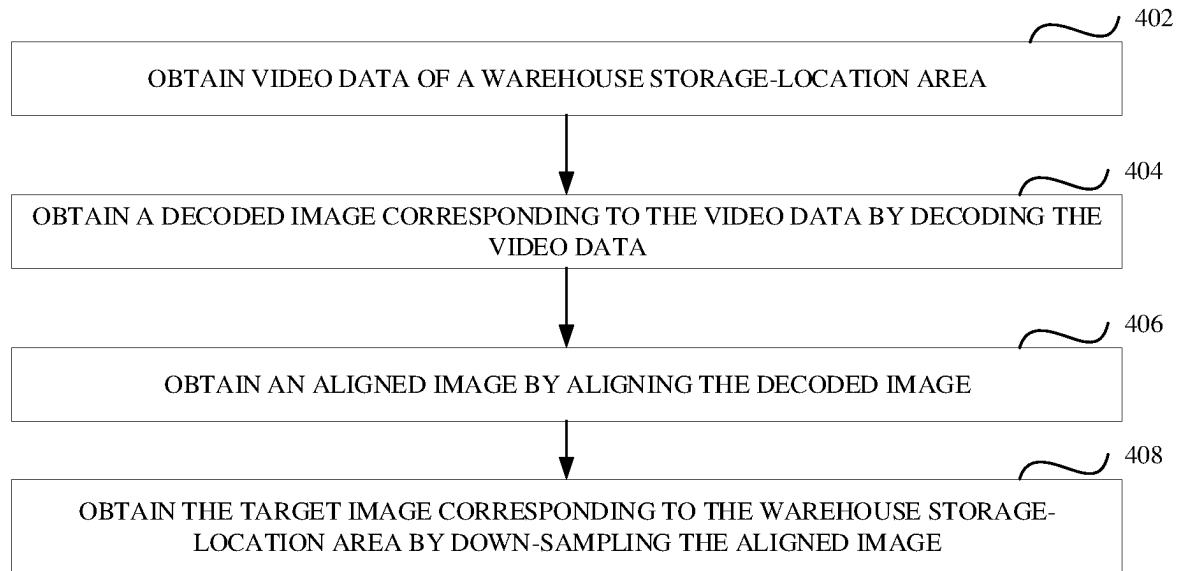 402
OBTAIN VIDEO DATA OF A WAREHOUSE STORAGE-LOCATION AREA
404
OBTAIN A DECODED IMAGE CORRESPONDING TO THE VIDEO DATA BY DECODING THE
VIDEO DATA
406
OBTAIN AN ALIGNED IMAGE BY ALIGNING THE DECODED IMAGE
408
OBTAIN THE TARGET IMAGE CORRESPONDING TO THE WAREHOUSE STORAGE-
LOCATION AREA BY DOWN-SAMPLING THE ALIGNED IMAGE